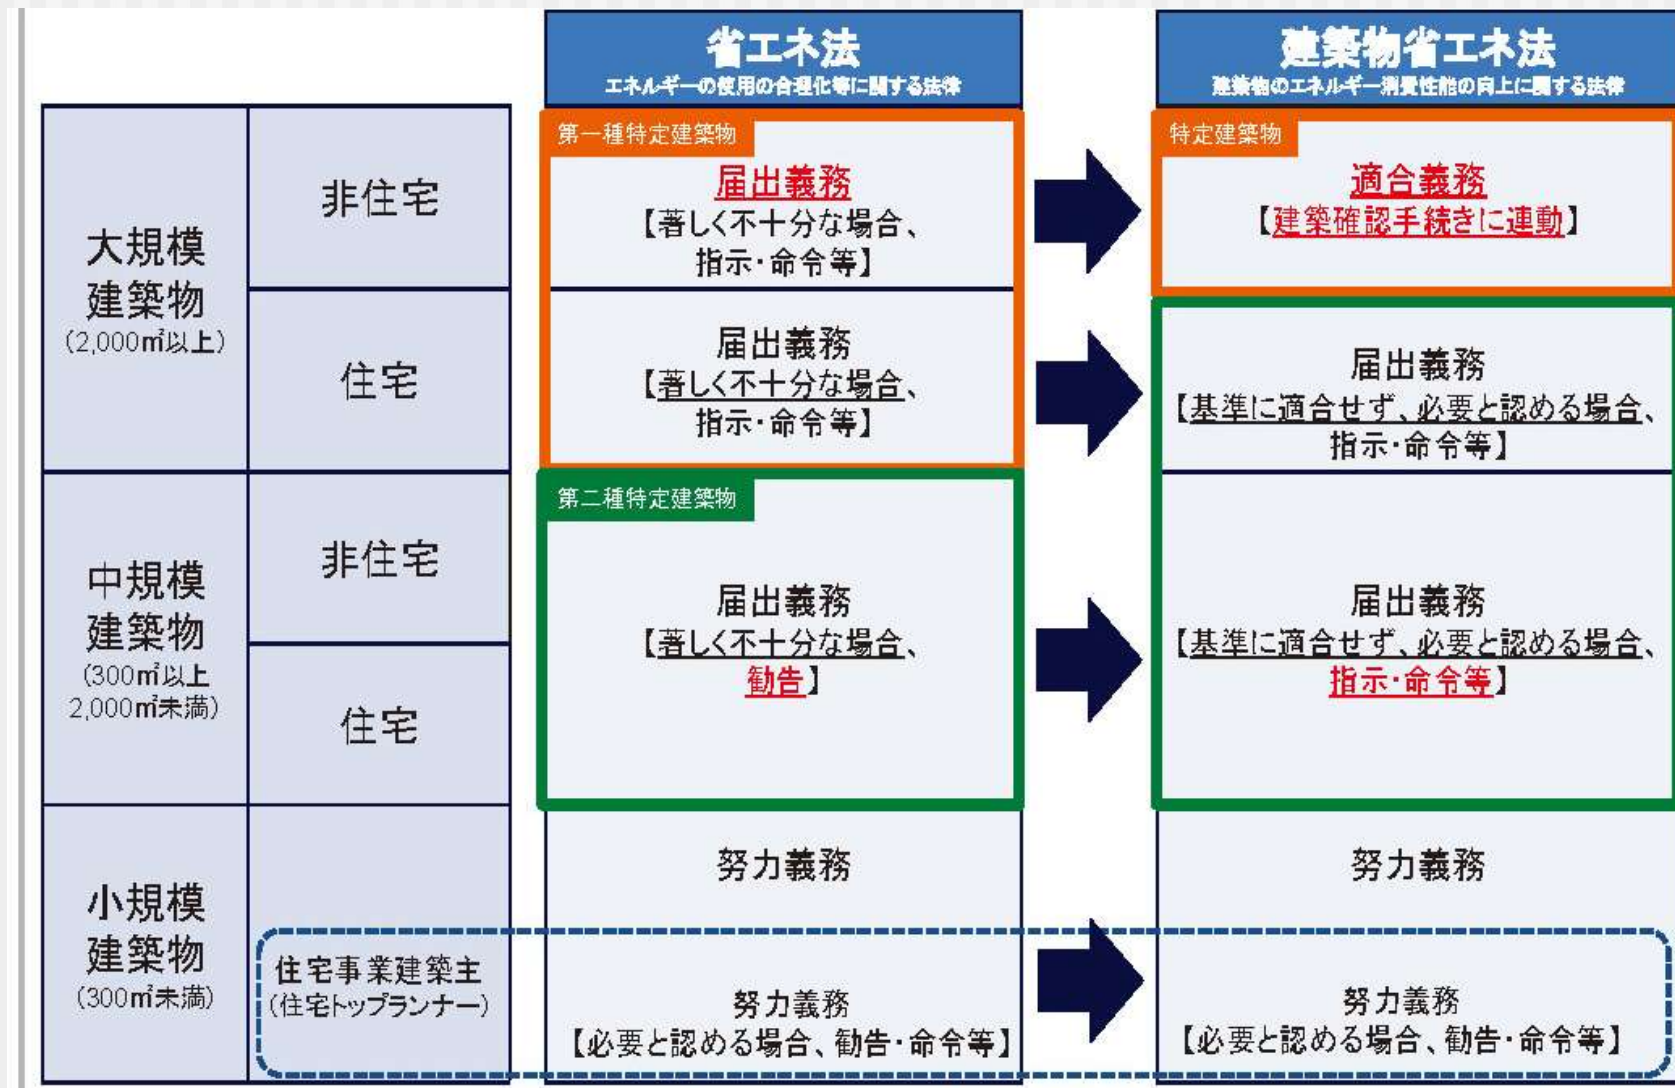 省エネ法
エネルギーの使用の合理化等に関する法律
建築物省エネ法
建築物のエネルギー消費性能の向上に関する法律
大規模
建築物
（2,000㎡以上）
非住宅
第一種特定建築物
届出義務
【著しく不十分な場合、
指示・命令等】
特定建築物
適合義務
【建築確認手続きに連動】
住宅
届出義務
【著しく不十分な場合、
指示・命令等】
届出義務
【基準に適合せず、必要と認める場合、
指示・命令等】
中規模
建築物
（300㎡以上
2,000㎡未満）
非住宅
住宅
第二種特定建築物
届出義務
【著しく不十分な場合、
勧告】
届出義務
【基準に適合せず、必要と認める場合、
指示・命令等】
小規模
建築物
（300㎡未満）
努力義務
努力義務
住宅事業建築主
（住宅トップランナー）
努力義務
【必要と認める場合、勧告・命令等】
努力義務
【必要と認める場合、勧告・命令等】